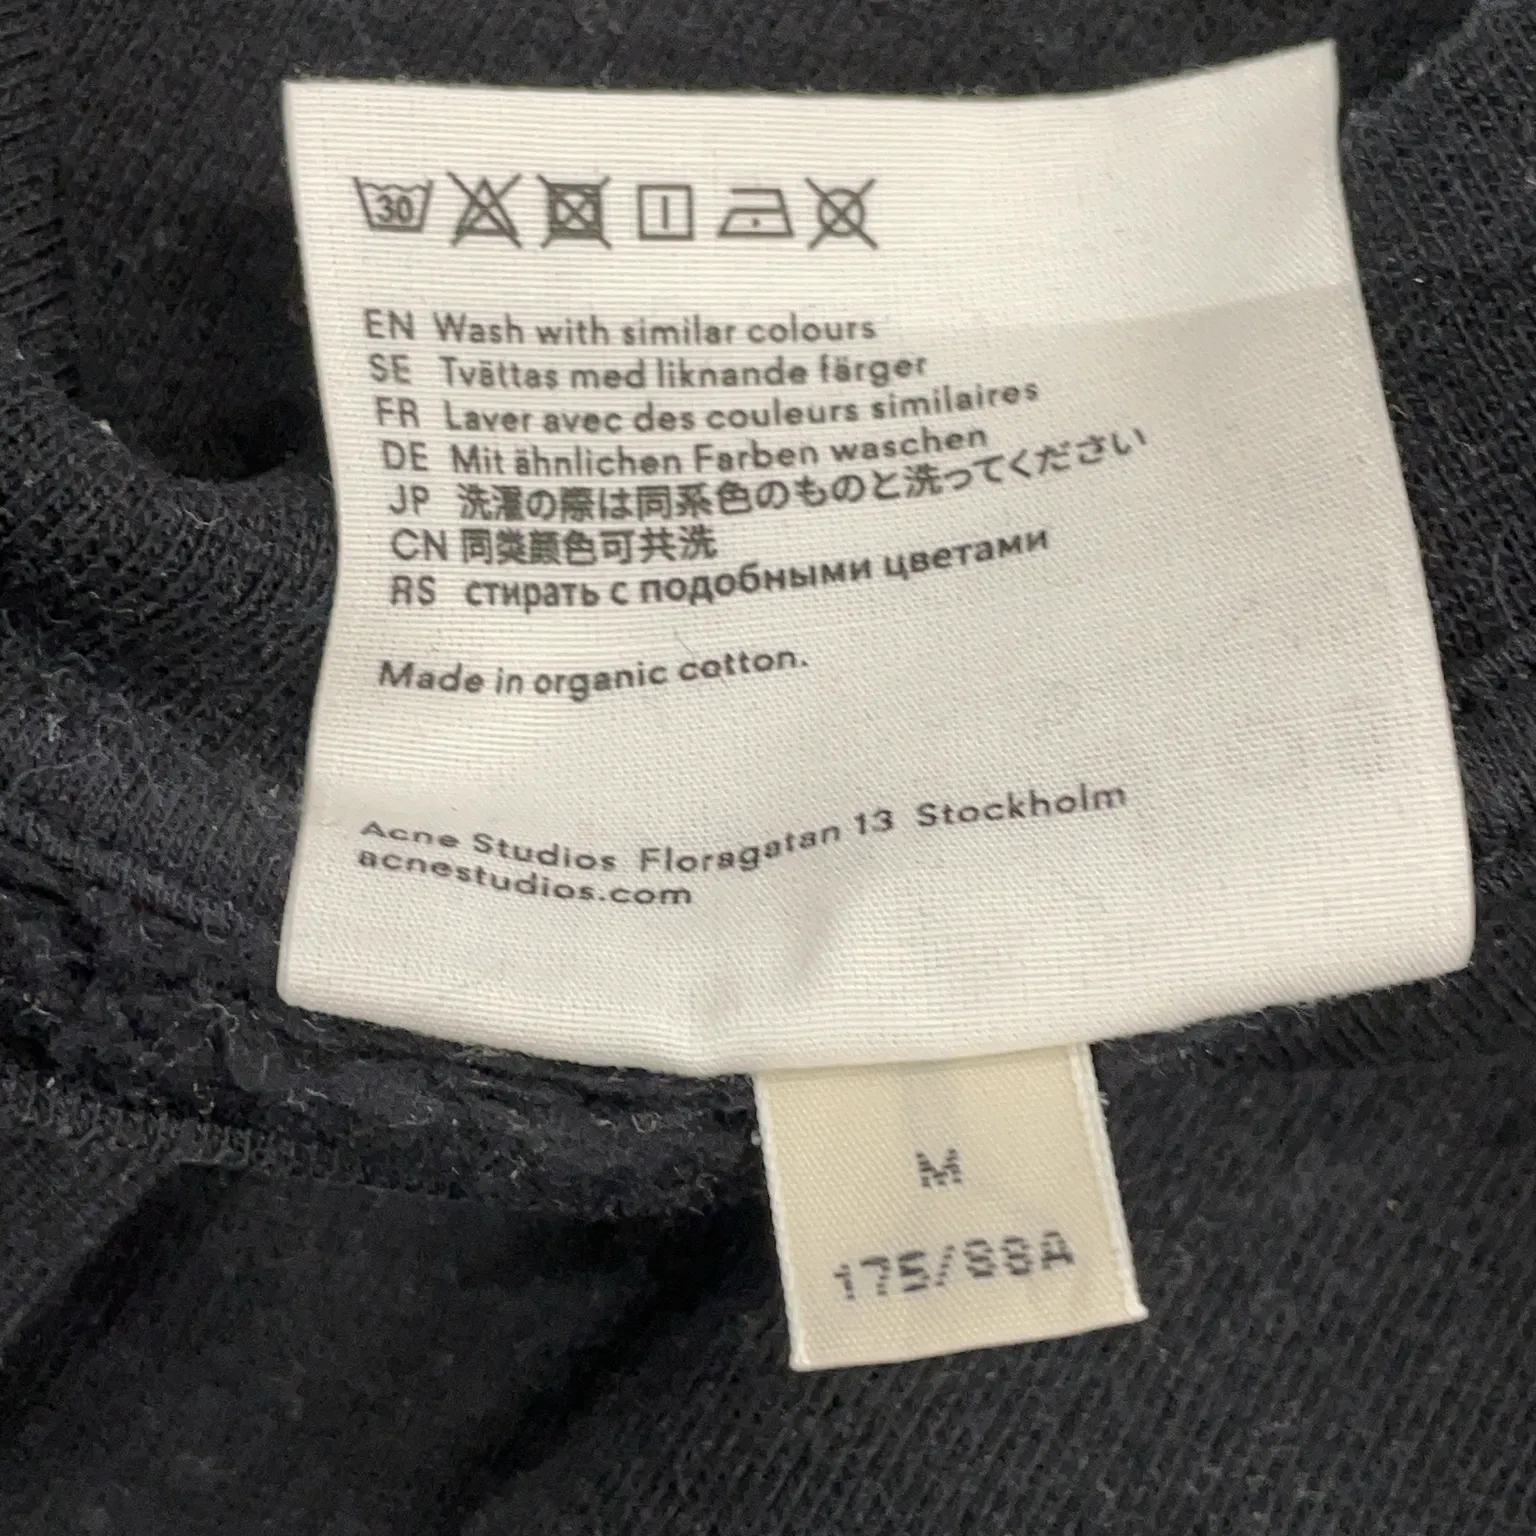 30
EN Wash with similar colours
SE Tvättas med liknande färger
FR Laver avec des couleurs similaires
DE Mit ähnlichen Farben waschen
JP 洗濯の際は同系色のものと洗ってください
CN 同类颜色可共洗
RS стирать с подобными цветами
Made in organic cotton.
Acne Studios Floragatan 13 Stockholm
acnestudios.com
M
175/88A